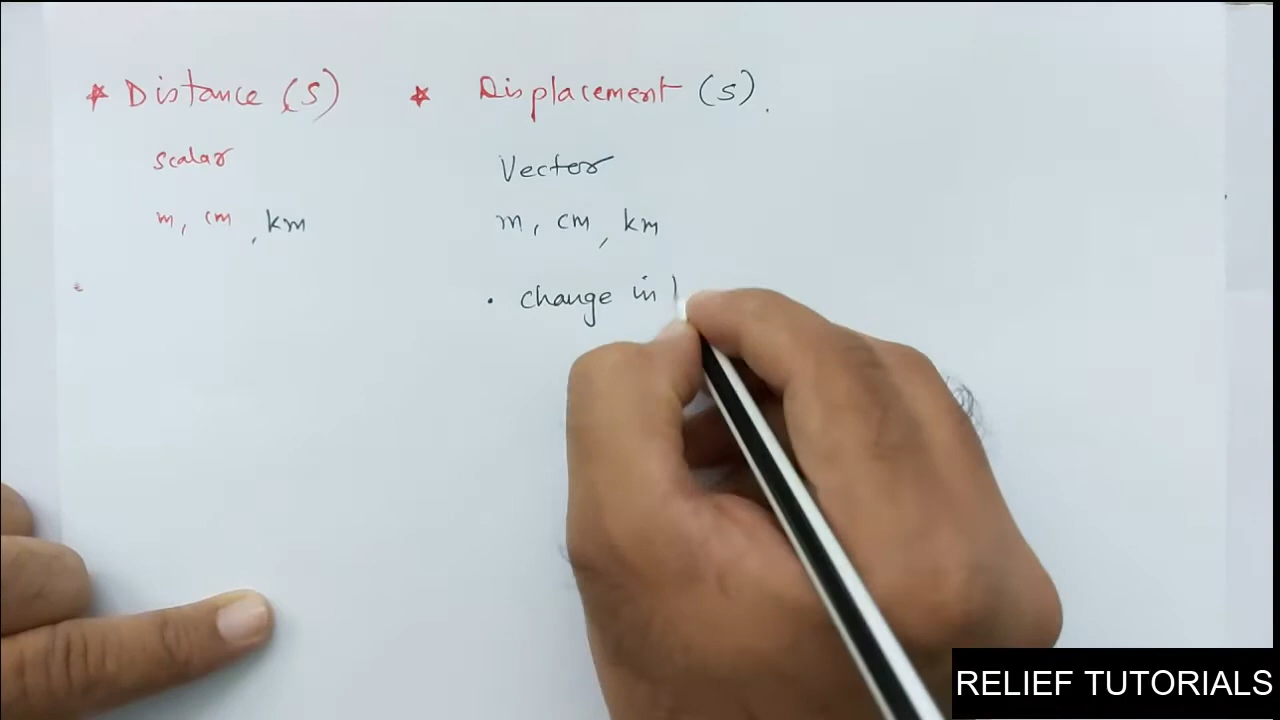 * Distance (S)
* Displacement (s).
scalar
Vector
m, cm, km
m, cm, km
• change in
RELIEF TUTORIALS